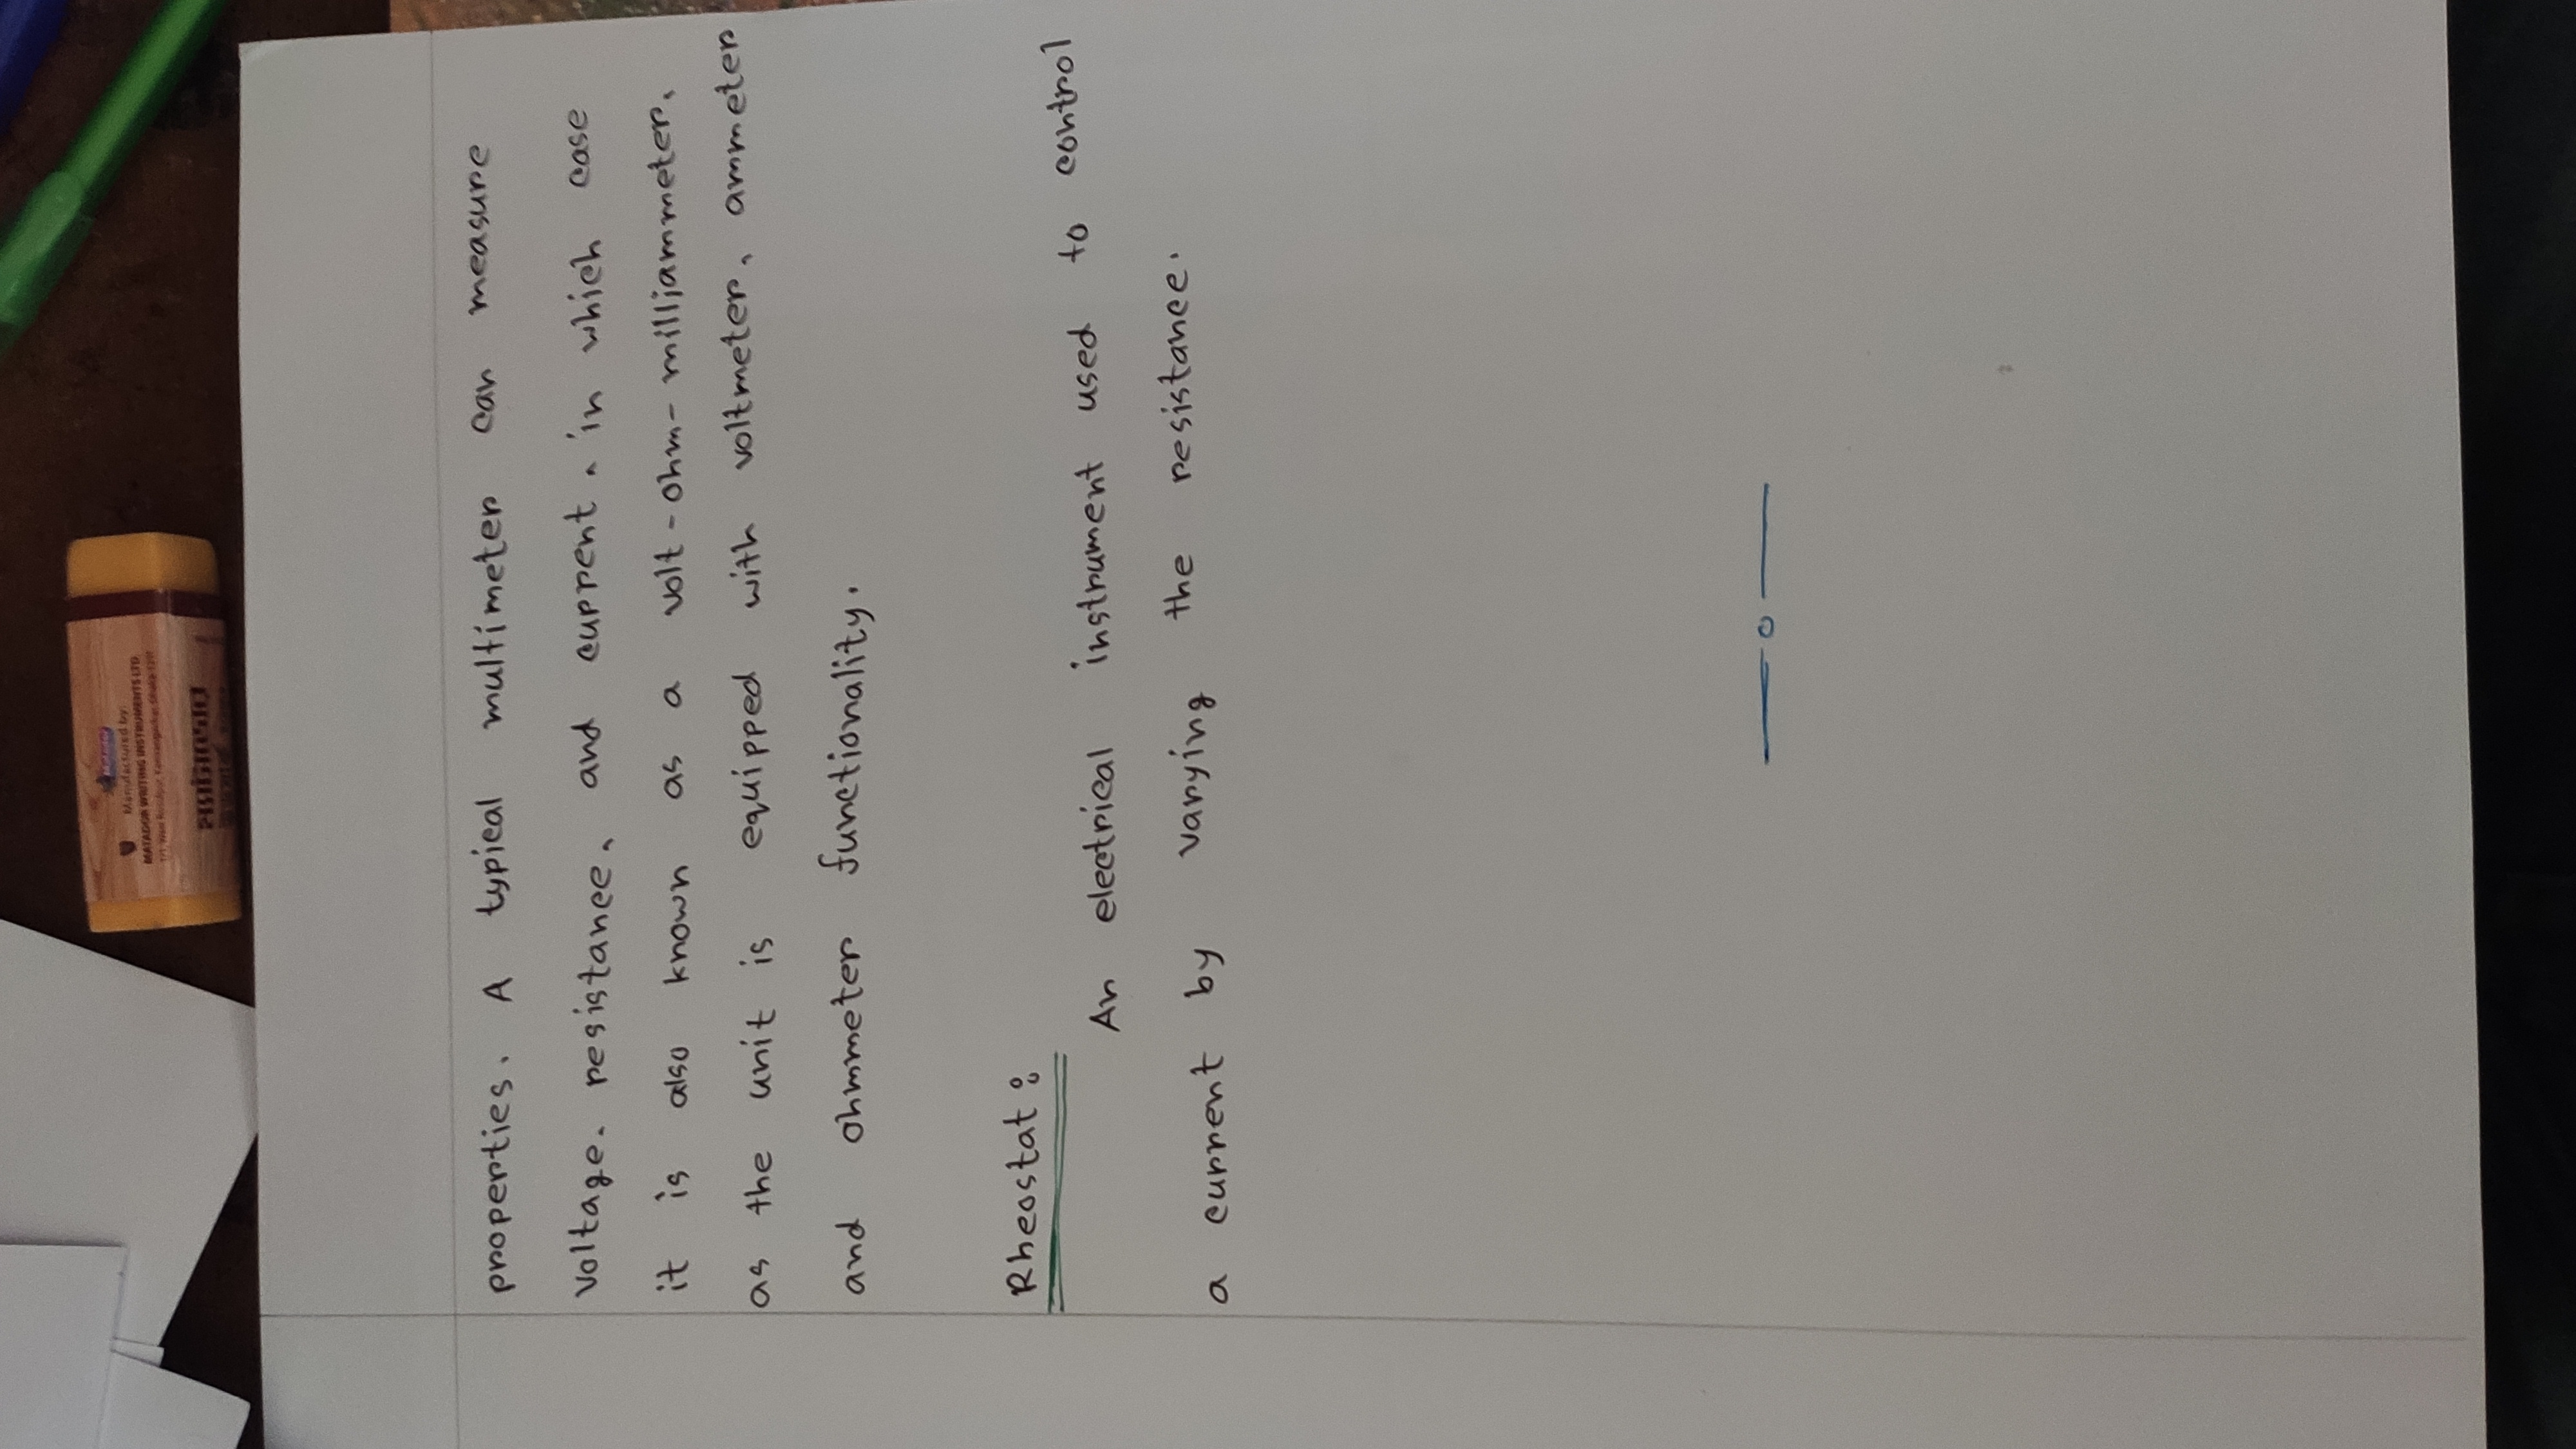 Matador
Manufactured by:
MATADOR WRITING INSTRUMENTS LTD.
properties. A typical multimeter can measure
voltage, resistance, and current, in which case
it is also known as a volt-ohm-milliammeter,
as the unit is equipped with voltmeter, ammeter
and ohmmeter functionality.
Rheostat:
An electrical instrument used to control
a current by varying the resistance.